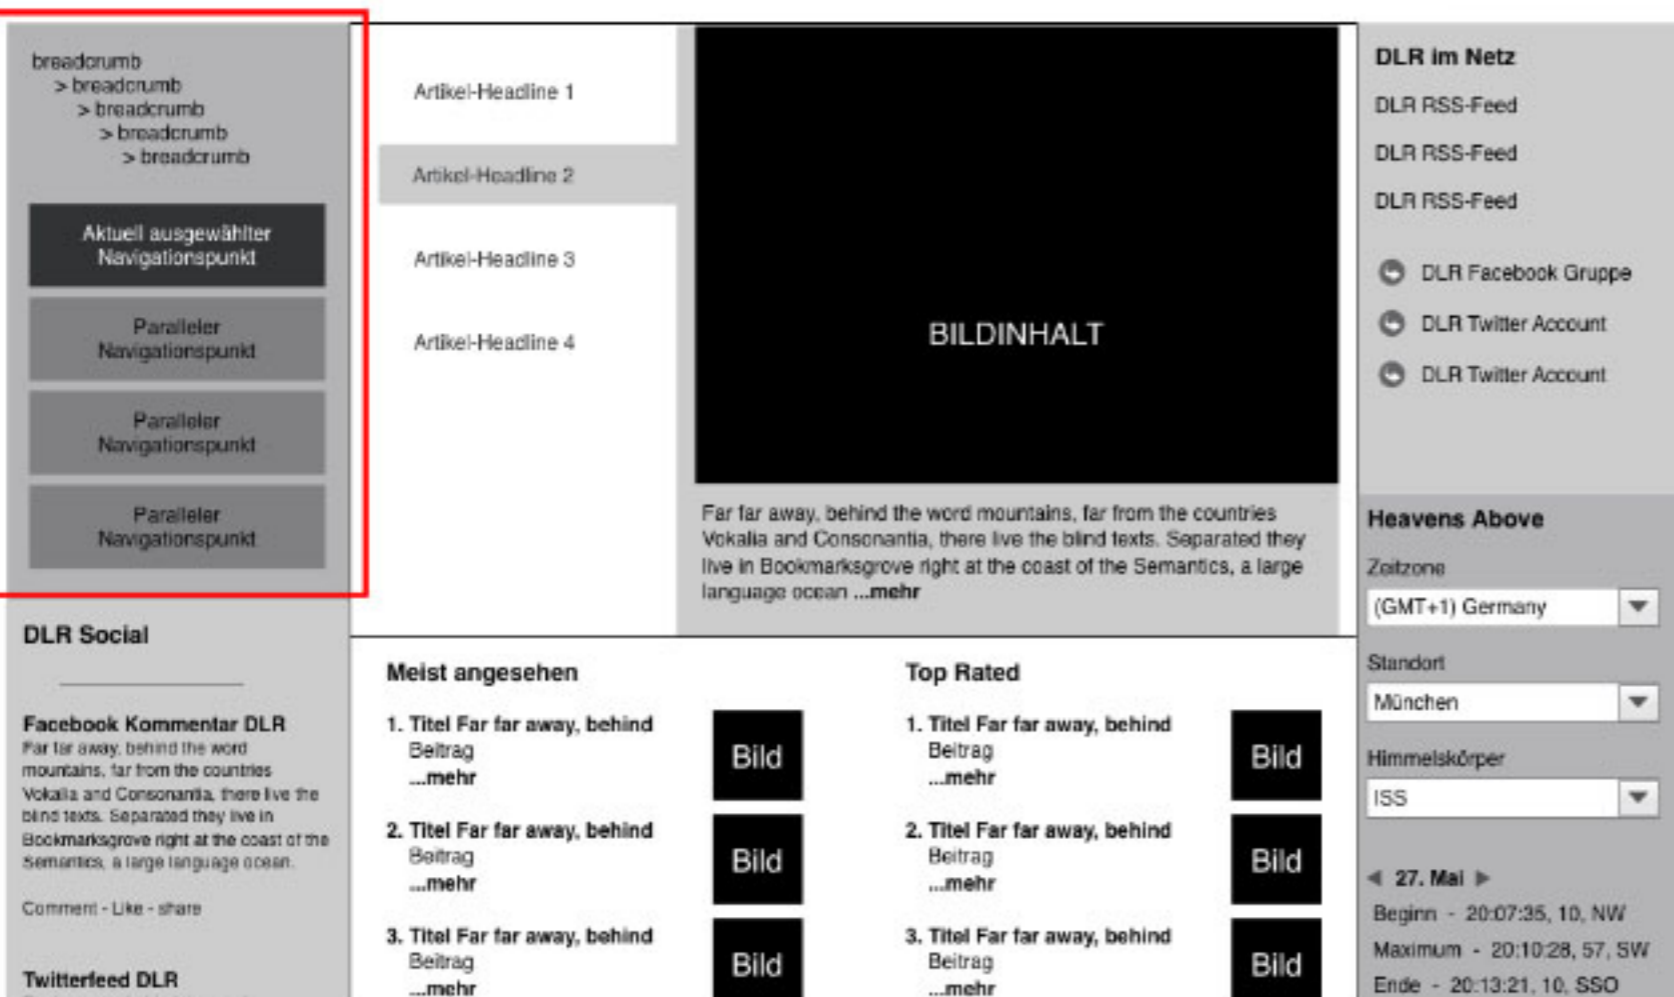 breadcrumb
> breadcrumb
> breadcrumb
> breadcrumb
> breadcrumb
Aktuell ausgewählter
Navigationspunkt
Paralleler
Navigationspunkt
Paralleler
Navigationspunkt
Paralleler
Navigationspunkt
DLR Social
Facebook Kommentar DLR
Far far away, behind the word
mountains, far from the countries
Vokalia and Consonantia, there live the
blind texts. Separated they live in
Bookmarksgrove right at the coast of the
Semantics, a large language ocean.
Comment - Like - share
Twitterfeed DLR
Artikel-Headline 1
Artikel-Headline 2
Artikel-Headline 3
Artikel-Headline 4
BILDINHALT
Far far away, behind the word mountains, far from the countries
Vokalia and Consonantia, there live the blind texts. Separated they
live in Bookmarksgrove right at the coast of the Semantics, a large
language ocean ...mehr
Meist angesehen
1. Titel Far far away, behind
Beitrag
...mehr
Bild
2. Titel Far far away, behind
Beitrag
...mehr
Bild
3. Titel Far far away, behind
Beitrag
...mehr
Bild
Top Rated
1. Titel Far far away, behind
Beitrag
...mehr
Bild
2. Titel Far far away, behind
Beitrag
...mehr
Bild
3. Titel Far far away, behind
Beitrag
...mehr
Bild
DLR im Netz
DLR RSS-Feed
DLR RSS-Feed
DLR RSS-Feed
DLR Facebook Gruppe
DLR Twitter Account
DLR Twitter Account
Heavens Above
Zeitzone
(GMT+1) Germany
Standort
München
Himmelskörper
ISS
27. Mai
Beginn - 20:07:35, 10, NW
Maximum - 20:10:28, 57, SW
Ende - 20:13:21, 10, SSO